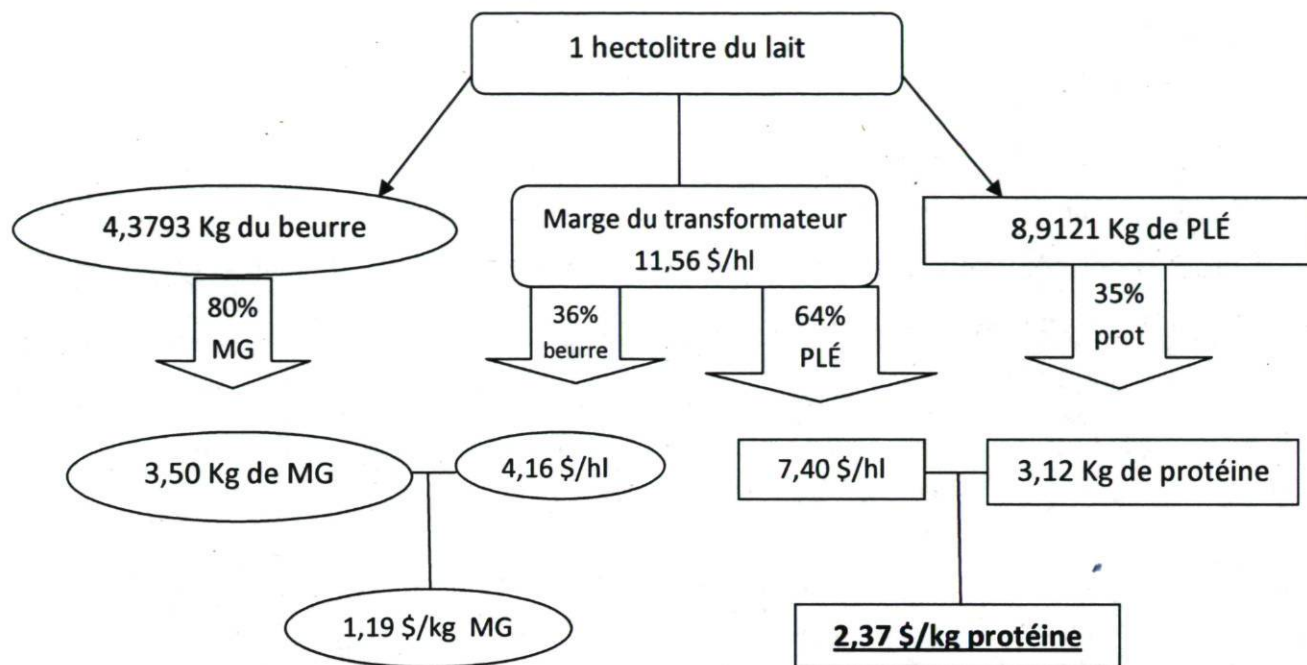 1 hectolitre du lait
4,3793 Kg du beurre
Marge du transformateur
11,56 $/hl
8,9121 Kg de PLÉ
80%
MG
36%
beurre
64%
PLÉ
35%
prot
3,50 Kg de MG
4,16 $/hl
7,40 $/hl
3,12 Kg de protéine
1,19 $/kg MG
2,37 $/kg protéine